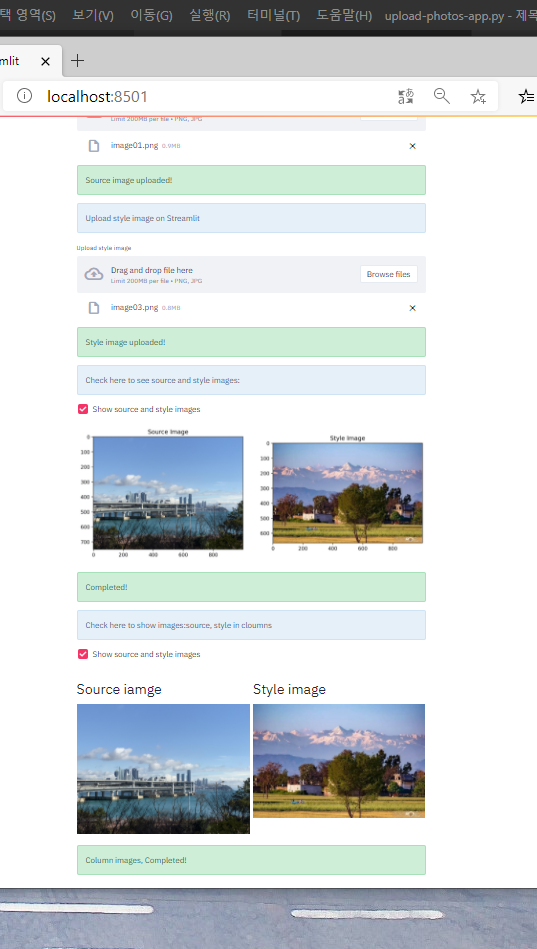 택 영역(S) 보기(V) 이동(G) 실행(R) 터미널(T) 도움말(H) upload-photos-app.py - 제목
mlit
localhost:8501
Limit 200MB per file • PNG, JPG
image01.png 0.9MB
Source image uploaded!
Upload style image on Streamlit
Upload style image
Drag and drop file here
Limit 200MB per file • PNG, JPG
Browse files
image03.png 0.8MB
Style image uploaded!
Check here to see source and style images:
Show source and style images
Source Image
0
100
200
300
400
500
600
700
0 200 400 600 800
Style Image
0
100
200
300
400
500
600
0 200 400 600 800
Completed!
Check here to show images:source, style in cloumns
Show source and style images
Source iamge
Style image
Column images, Completed!